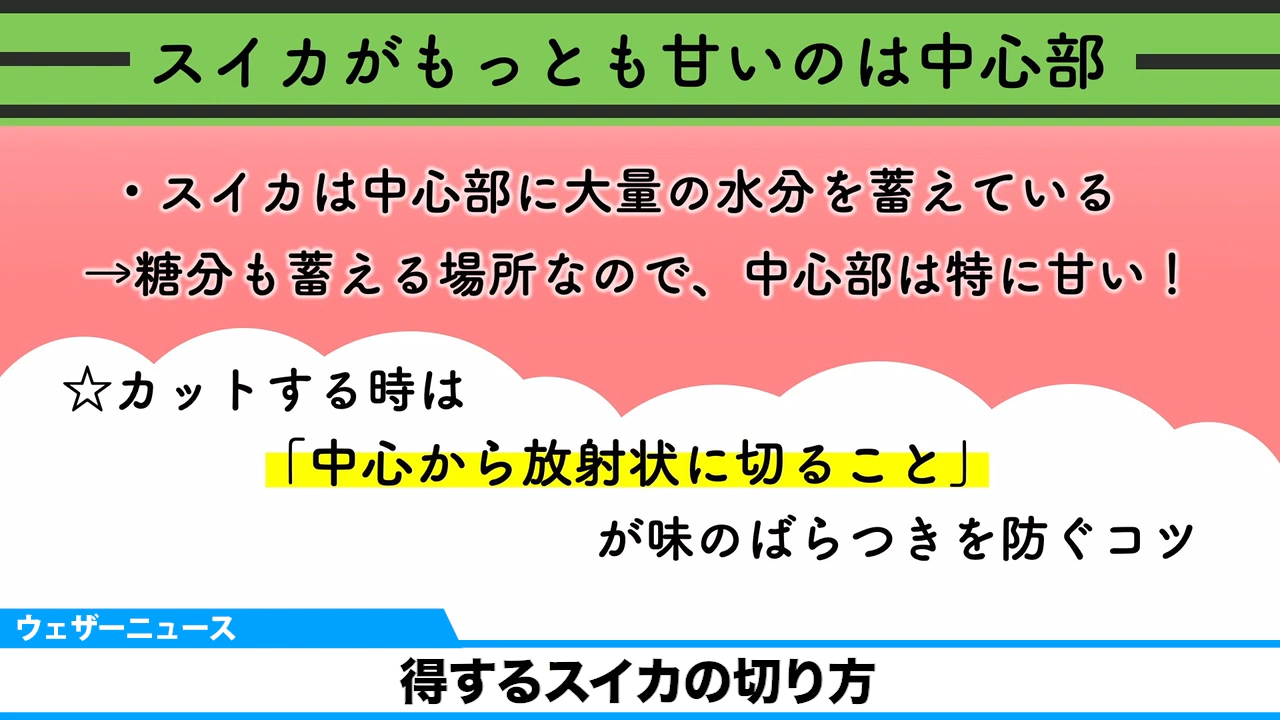 スイカがもっとも甘いのは中心部
・スイカは中心部に大量の水分を蓄えている
→糖分も蓄える場所なので、中心部は特に甘い！
☆カットする時は
「中心から放射状に切ること」
が味のばらつきを防ぐコツ
ウェザーニュース
得するスイカの切り方